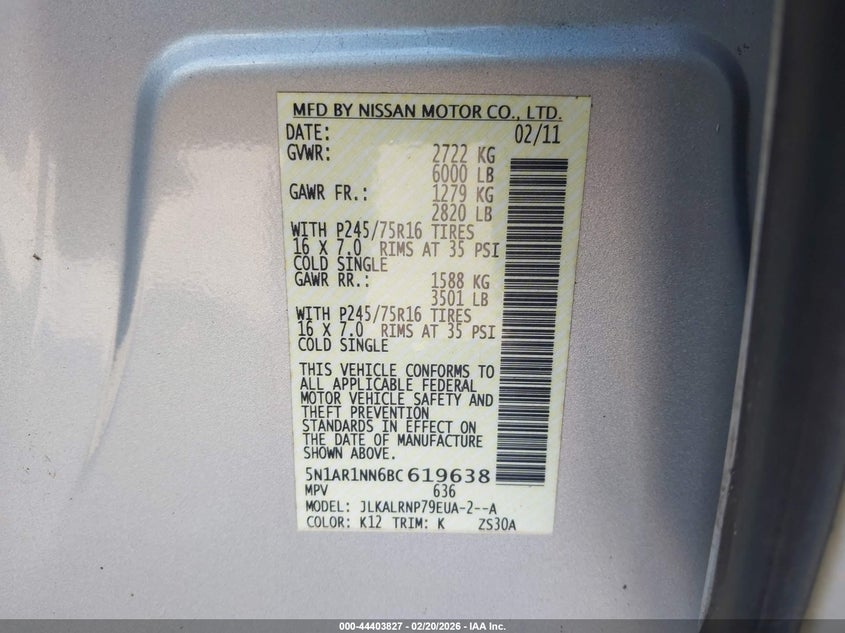 MFD BY NISSAN MOTOR CO., LTD.
DATE: 02/11
GVWR: 2722 KG
6000 LB
GAWR FR.: 1279 KG
2820 LB
WITH P245/75R16 TIRES
16 X 7.0 RIMS AT 35 PSI
COLD SINGLE
GAWR RR.: 1588 KG
3501 LB
WITH P245/75R16 TIRES
16 X 7.0 RIMS AT 35 PSI
COLD SINGLE
THIS VEHICLE CONFORMS TO
ALL APPLICABLE FEDERAL
MOTOR VEHICLE SAFETY AND
THEFT PREVENTION
STANDARDS IN EFFECT ON
THE DATE OF MANUFACTURE
SHOWN ABOVE.
5N1AR1NN6BC619638
MPV 636
MODEL: JLKALRNP79EUA-2--A
COLOR: K12 TRIM: K ZS30A
000-44403827 - 02/20/2026 - IAA Inc.